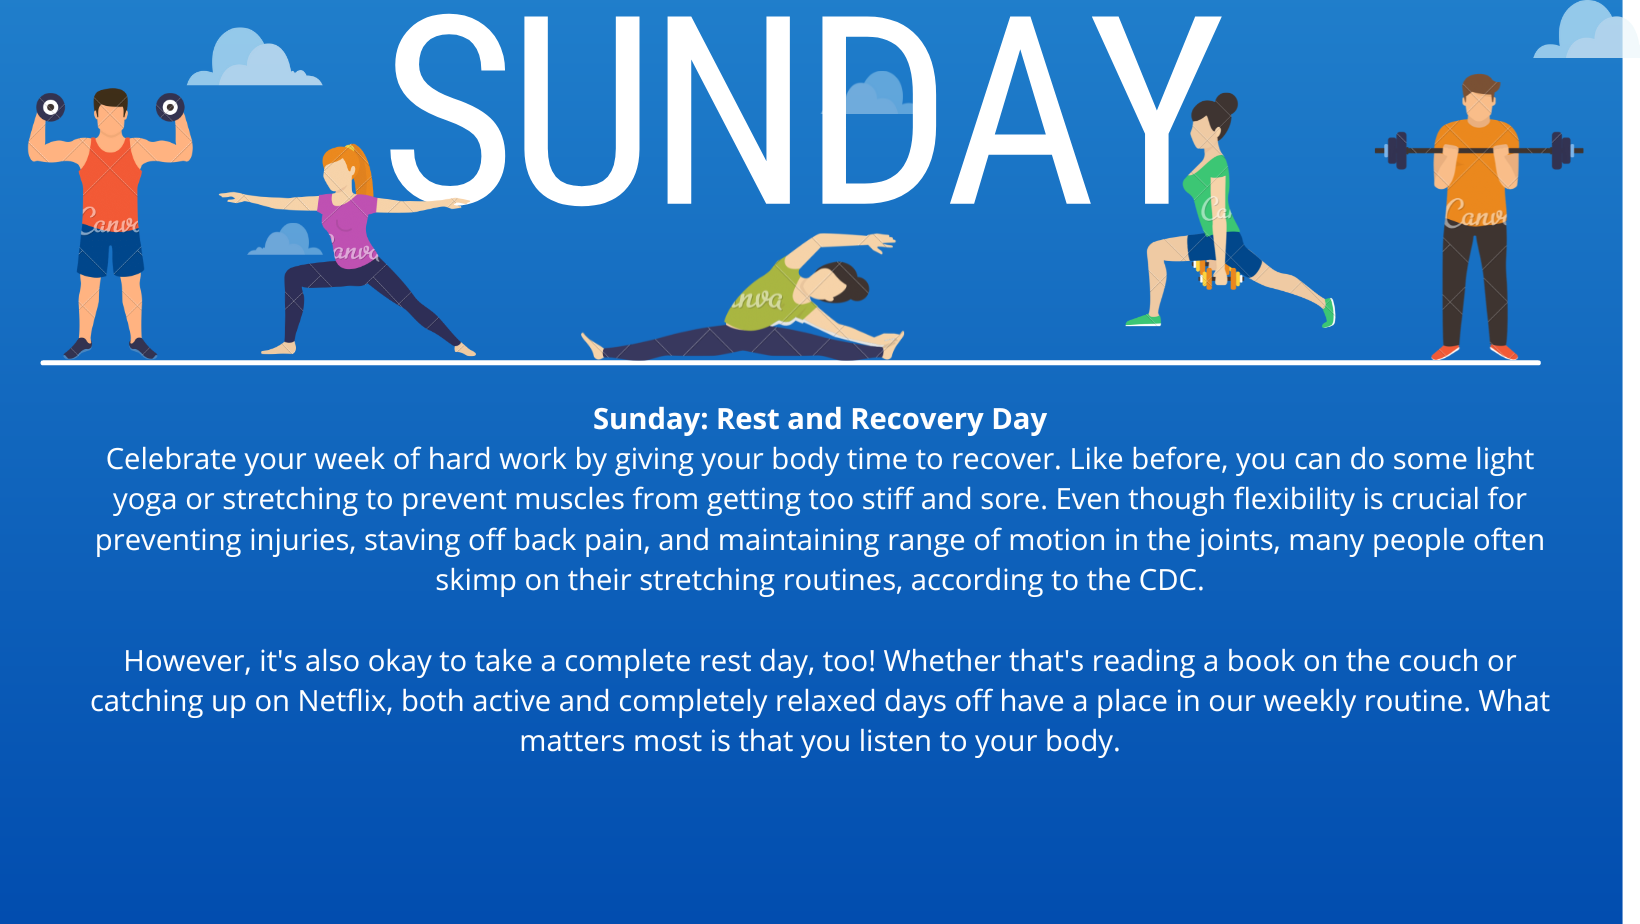 SUNDAY
Canva
anva
anva
Ca
Canva
Sunday: Rest and Recovery Day
Celebrate your week of hard work by giving your body time to recover. Like before, you can do some light
yoga or stretching to prevent muscles from getting too stiff and sore. Even though flexibility is crucial for
preventing injuries, staving off back pain, and maintaining range of motion in the joints, many people often
skimp on their stretching routines, according to the CDC.
However, it's also okay to take a complete rest day, too! Whether that's reading a book on the couch or
catching up on Netflix, both active and completely relaxed days off have a place in our weekly routine. What
matters most is that you listen to your body.